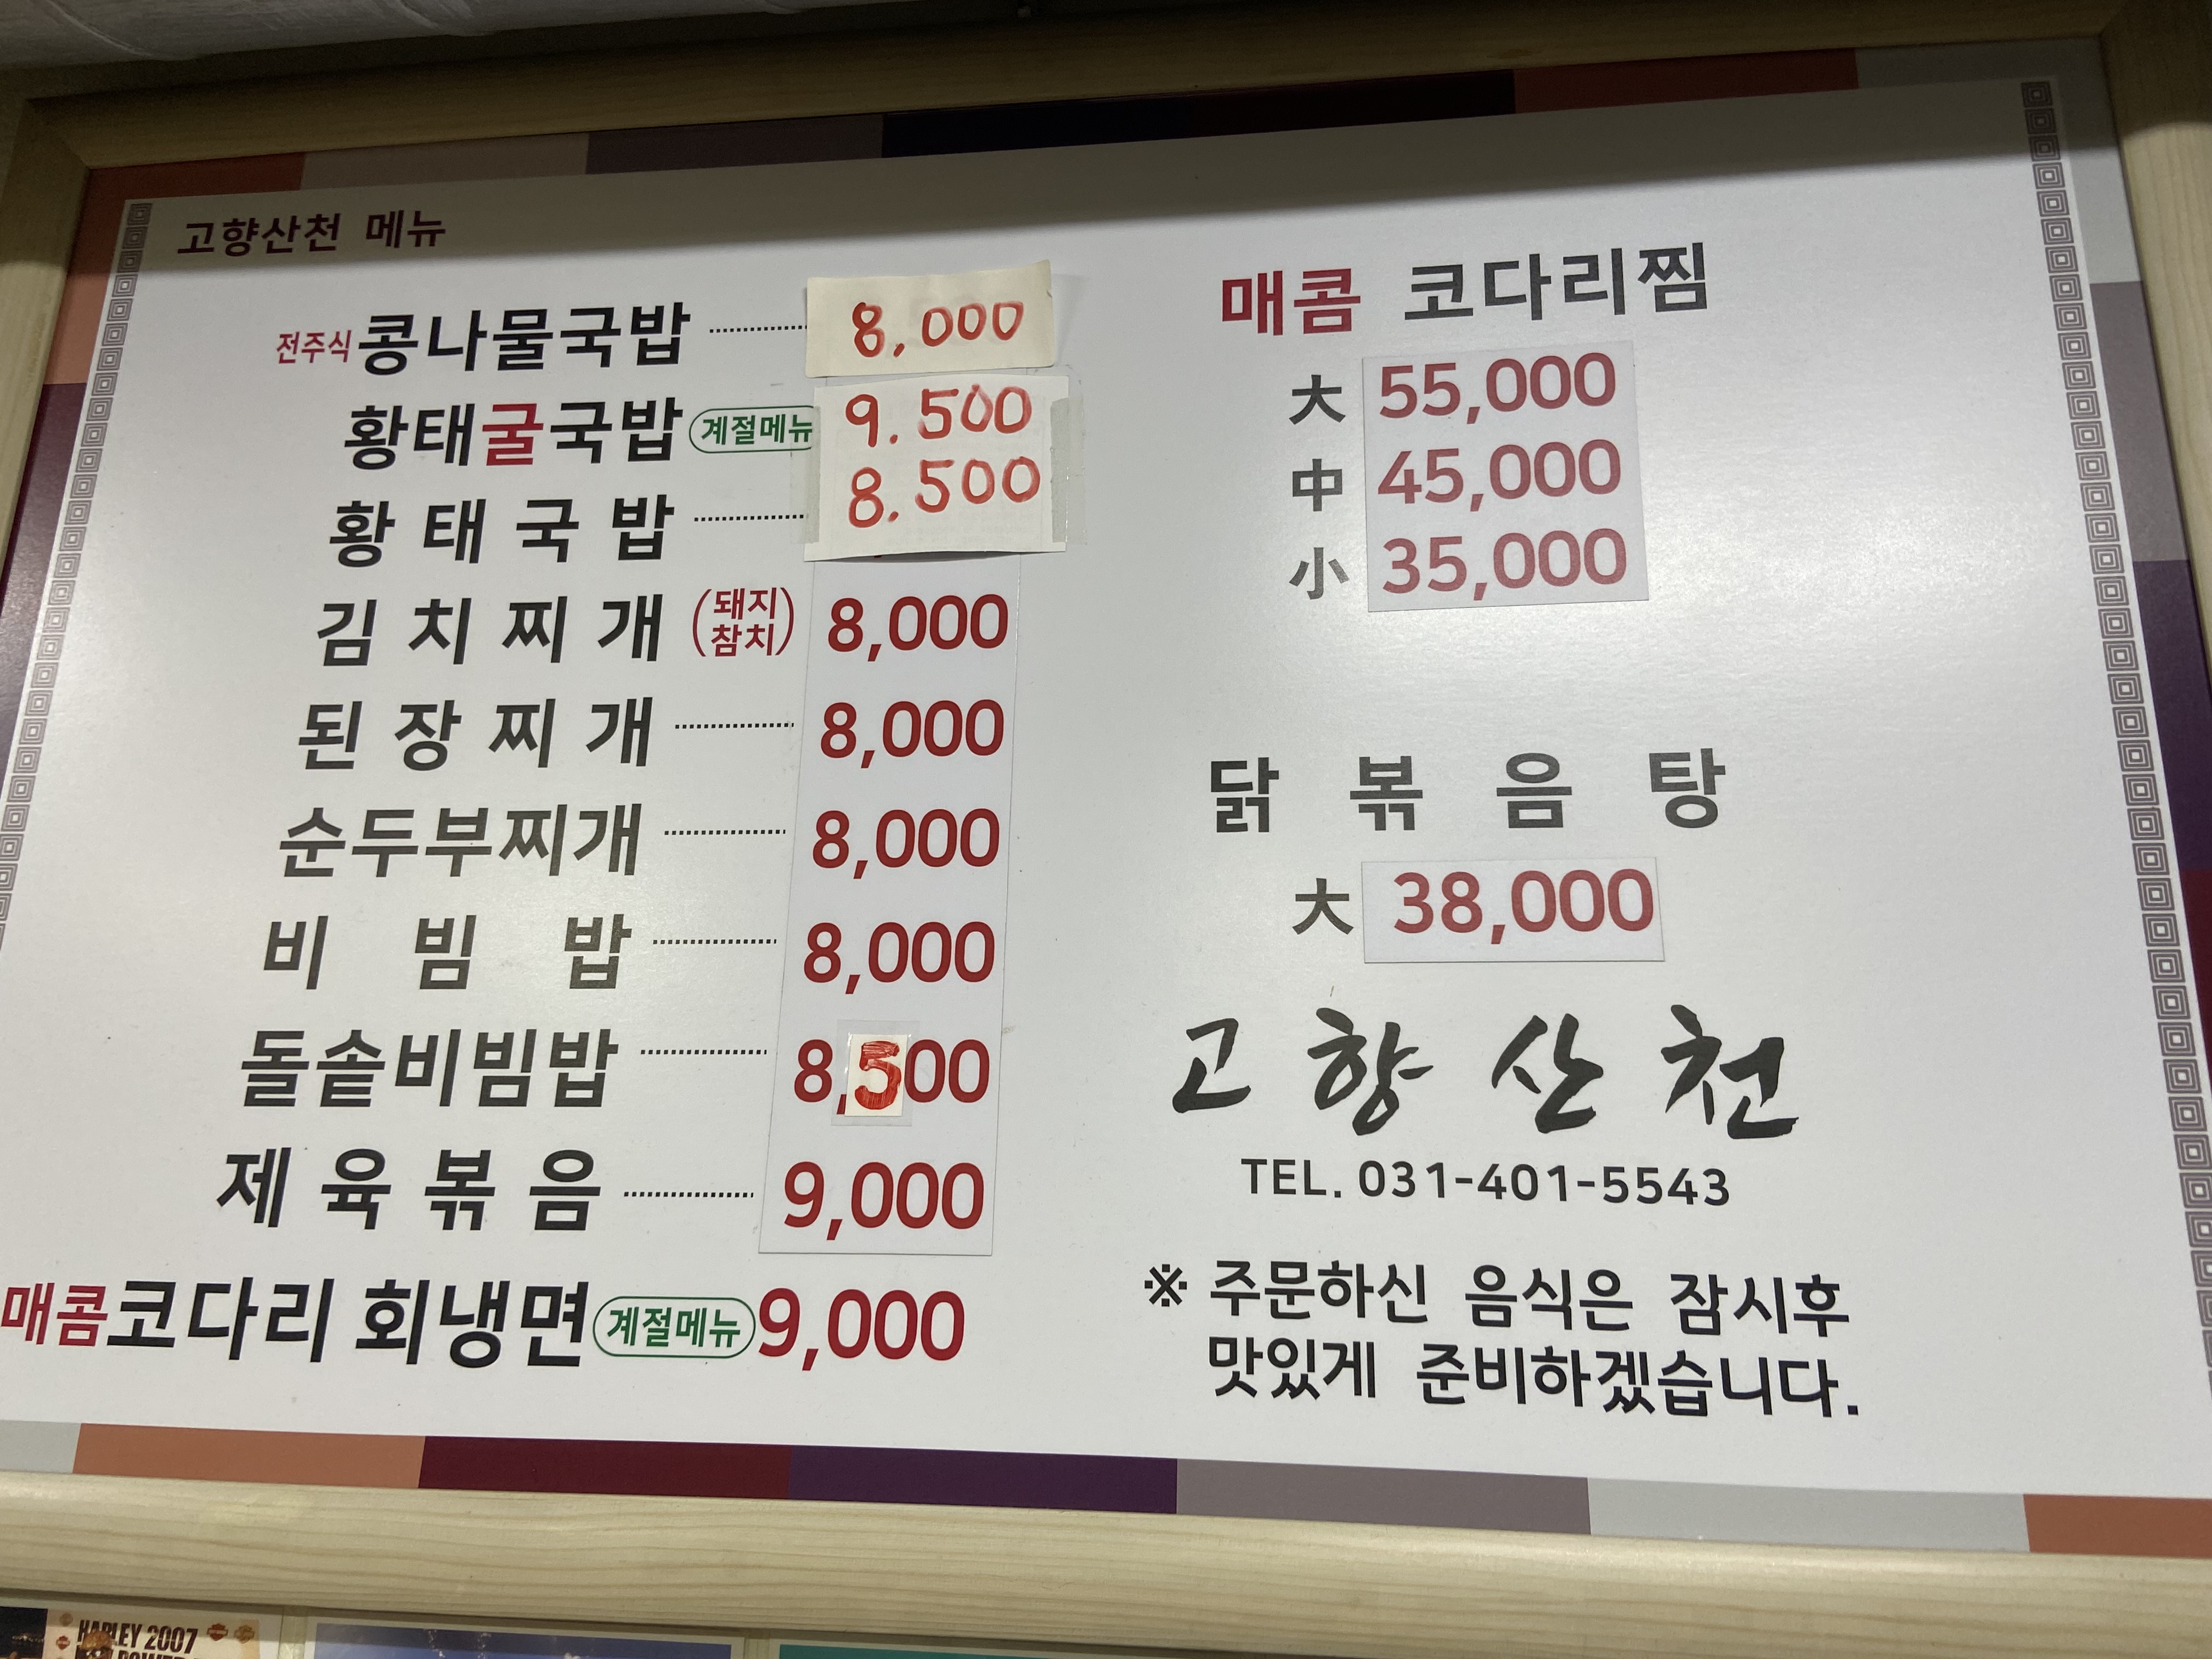 고향산천 메뉴
전주식 콩나물국밥 8,000
황태굴국밥 계절메뉴 9.500
황태국밥 8.500
김치찌개 (돼지 참치) 8,000
된장찌개 8,000
순두부찌개 8,000
비빔밥 8,000
돌솥비빔밥 8,500
제육볶음 9,000
매콤코다리 회냉면 계절메뉴 9,000
매콤 코다리찜
大 55,000
中 45,000
小 35,000
닭볶음탕
大 38,000
고향산천
TEL. 031-401-5543
※ 주문하신 음식은 잠시후
맛있게 준비하겠습니다.
HARLEY 2007